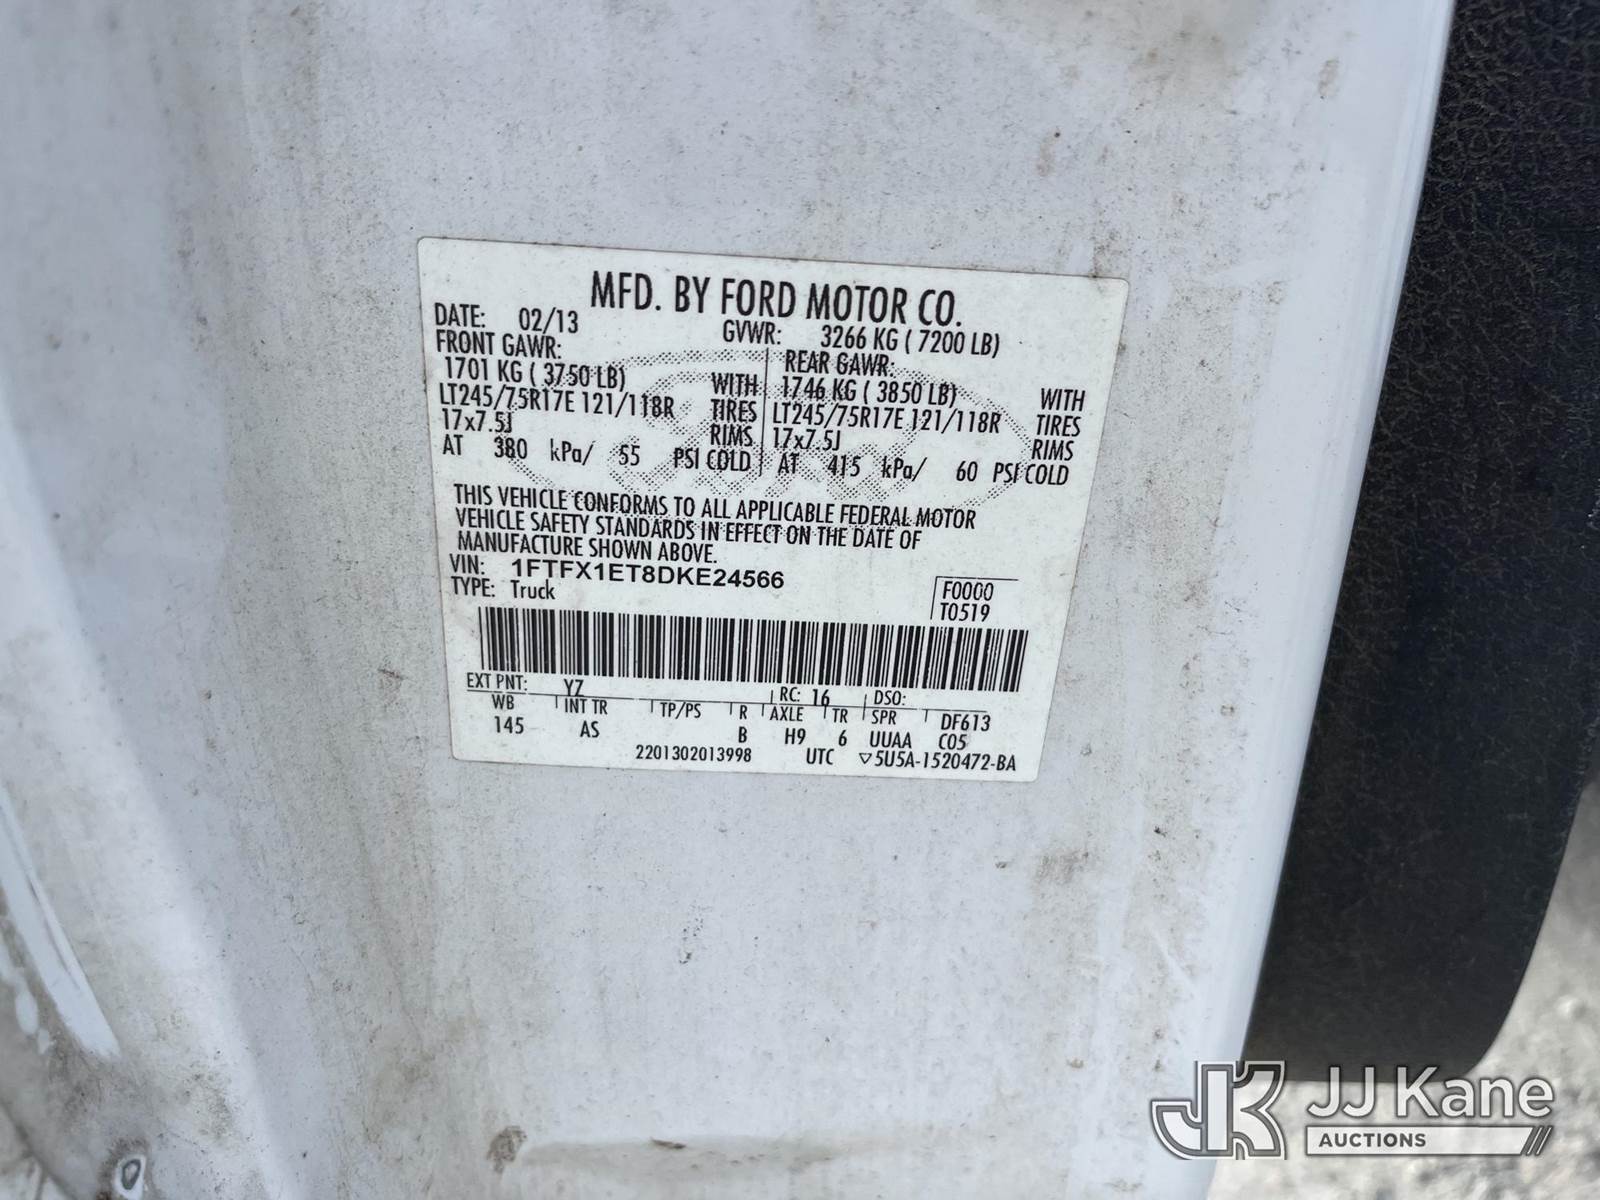 MFD. BY FORD MOTOR CO.
DATE: 02/13 GVWR: 3266 KG ( 7200 LB)
FRONT GAWR: REAR GAWR:
1701 KG ( 3750 LB) WITH 1746 KG ( 3850 LB) WITH
LT245/75R17E 121/118R TIRES LT245/75R17E 121/118R TIRES
17x7.5J RIMS 17x7.5J RIMS
AT 380 kPa/ 55 PSI COLD AT 415 kPa/ 60 PSI COLD
THIS VEHICLE CONFORMS TO ALL APPLICABLE FEDERAL MOTOR
VEHICLE SAFETY STANDARDS IN EFFECT ON THE DATE OF
MANUFACTURE SHOWN ABOVE.
VIN: 1FTFX1ET8DKE24566
TYPE: Truck
F0000
T0519
EXT PNT: YZ RC: 16 DSO:
WB INT TR TP/PS R AXLE TR SPR DF613
145 AS B H9 6 UUAA C05
2201302013998 UTC ▽5U5A-1520472-BA
JK JJ Kane
AUCTIONS